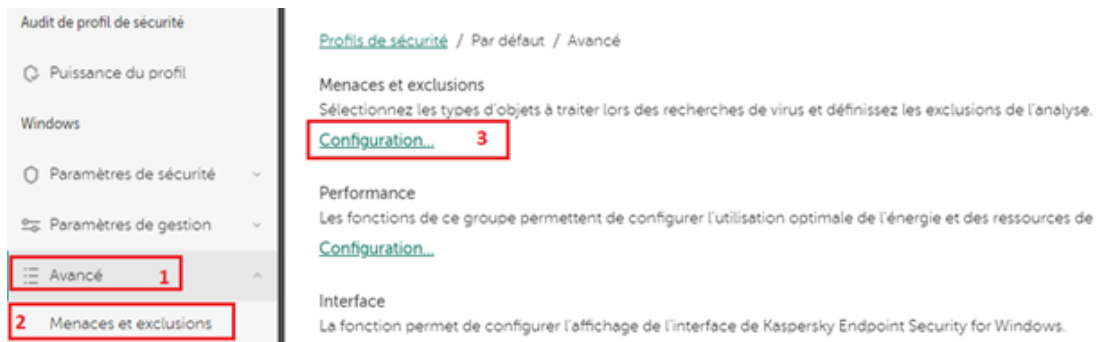 Audit de profil de sécurité
Puissance du profil
Windows
Paramètres de sécurité
Paramètres de gestion
Avancé 1
2 Menaces et exclusions
Profils de sécurité / Par défaut / Avancé
Menaces et exclusions
Sélectionnez les types d'objets à traiter lors des recherches de virus et définissez les exclusions de l'analyse.
Configuration... 3
Performance
Les fonctions de ce groupe permettent de configurer l'utilisation optimale de l'énergie et des ressources de
Configuration...
Interface
La fonction permet de configurer l'affichage de l'interface de Kaspersky Endpoint Security for Windows.